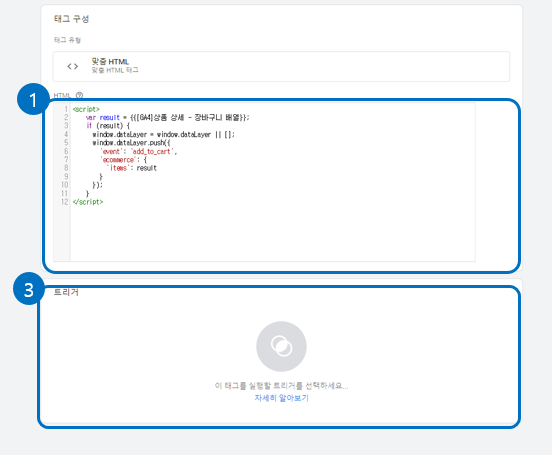 태그 구성
태그 유형
맞춤 HTML
맞춤 HTML 태그
1
HTML
1 <script>
2 var result = {{[GA4]상품 상세 - 장바구니 배열}};
3 if (result) {
4 window.dataLayer = window.dataLayer || [];
5 window.dataLayer.push({
6 'event': 'add_to_cart',
7 'ecommerce': {
8 'items': result
9 }
10 });
11 }
12 </script>
3
트리거
이 태그를 실행할 트리거를 선택하세요...
자세히 알아보기